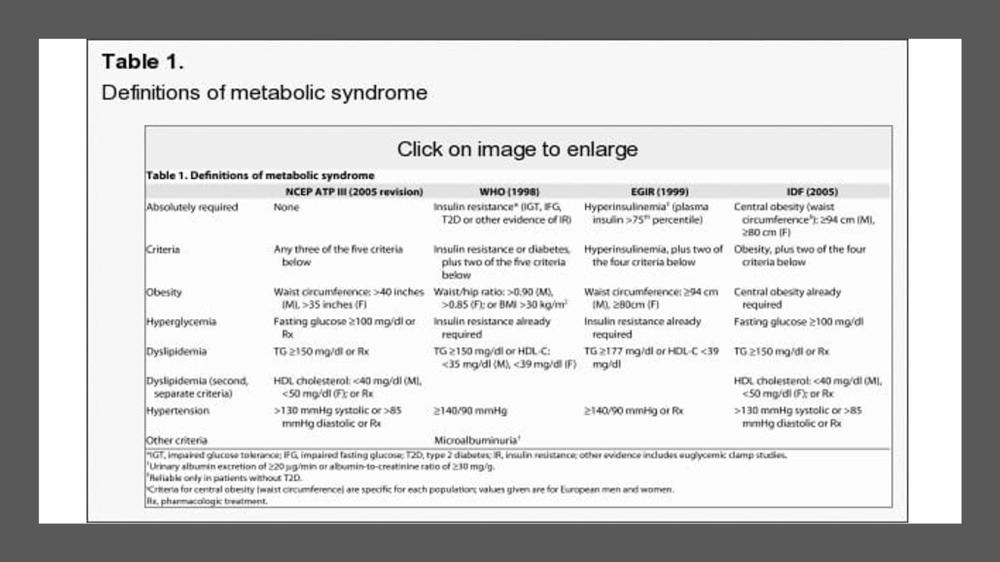 Table 1.
Definitions of metabolic syndrome
Click on image to enlarge
Table 1. Definitions of metabolic syndrome
NCEP ATP III (2005 revision) WHO (1998) EGIR (1999) IDF (2005)
Absolutely required None Insulin resistance* (IGT, IFG, Hyperinsulinemia‡ (plasma Central obesity (waist
T2D or other evidence of IR) insulin >75th percentile) circumference§): ≥94 cm (M),
≥80 cm (F)
Criteria Any three of the five criteria Insulin resistance or diabetes, Hyperinsulinemia, plus two of Obesity, plus two of the four
below plus two of the five criteria the four criteria below criteria below
below
Obesity Waist circumference: >40 inches Waist/hip ratio: >0.90 (M), Waist circumference: ≥94 cm Central obesity already
(M), >35 inches (F) >0.85 (F); or BMI >30 kg/m2 (M), ≥80cm (F) required
Hyperglycemia Fasting glucose ≥100 mg/dl or Insulin resistance already Insulin resistance already Fasting glucose ≥100 mg/dl
Rx required required
Dyslipidemia TG ≥150 mg/dl or Rx TG ≥150 mg/dl or HDL-C: TG ≥177 mg/dl or HDL-C <39 TG ≥150 mg/dl or Rx
<35 mg/dl (M), <39 mg/dl (F) mg/dl
Dyslipidemia (second, HDL cholesterol: <40 mg/dl (M), HDL cholesterol: <40 mg/dl (M),
separate criteria) <50 mg/dl (F); or Rx <50 mg/dl (F); or Rx
Hypertension >130 mmHg systolic or >85 ≥140/90 mmHg ≥140/90 mmHg or Rx >130 mmHg systolic or >85
mmHg diastolic or Rx mmHg diastolic or Rx
Other criteria Microalbuminuria†
*IGT, impaired glucose tolerance; IFG, impaired fasting glucose; T2D, type 2 diabetes; IR, insulin resistance; other evidence includes euglycemic clamp studies.
†Urinary albumin excretion of ≥20 μg/min or albumin-to-creatinine ratio of ≥30 mg/g.
‡Reliable only in patients without T2D.
§Criteria for central obesity (waist circumference) are specific for each population; values given are for European men and women.
Rx, pharmacologic treatment.